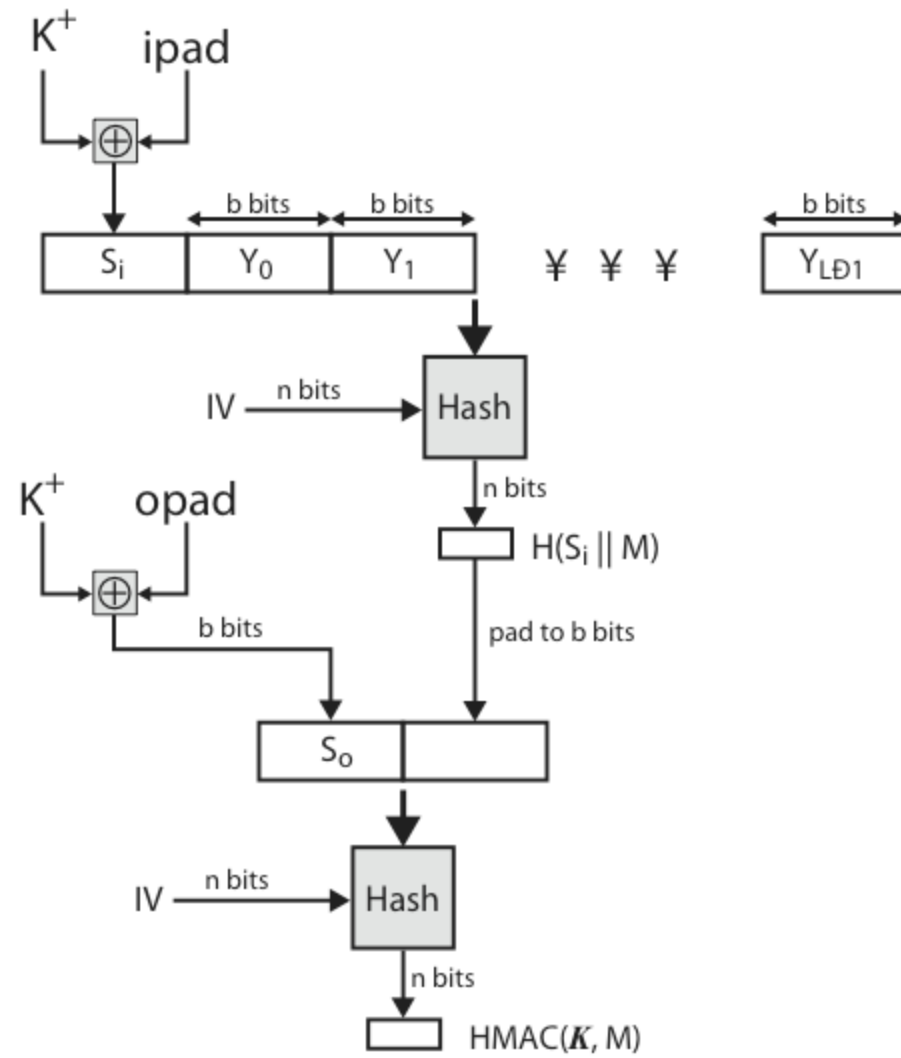 K⁺ ipad
b bits b bits b bits
Sᵢ Y₀ Y₁ ¥ ¥ ¥ Y_LÐ1
n bits
IV Hash
n bits
K⁺ opad
H(Sᵢ || M)
b bits pad to b bits
Sₒ
n bits
IV Hash
n bits
HMAC(K, M)